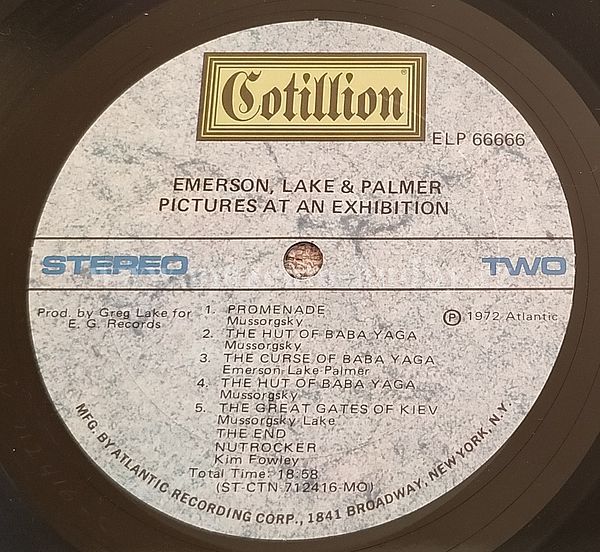 Cotillion®
ELP 66666
EMERSON, LAKE & PALMER
PICTURES AT AN EXHIBITION
STEREO
TWO
Prod. by Greg Lake for
E. G. Records
℗ 1972 Atlantic
1. PROMENADE
Mussorgsky
2. THE HUT OF BABA YAGA
Mussorgsky
3. THE CURSE OF BABA YAGA
Emerson-Lake-Palmer
4. THE HUT OF BABA YAGA
Mussorgsky
5. THE GREAT GATES OF KIEV
Mussorgsky-Lake
THE END
NUTROCKER
Kim Fowley
Total Time: 18:58
(ST-CTN-712416-MO)
MFG. BY ATLANTIC RECORDING CORP., 1841 BROADWAY, NEW YORK, N.Y.